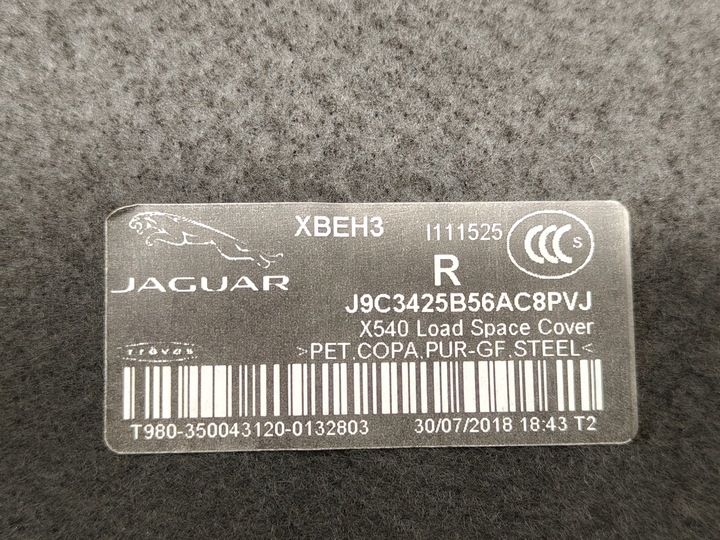 XBEH3 I111525 CCC S
R
JAGUAR
J9C3425B56AC8PVJ
X540 Load Space Cover
>PET.COPA.PUR-GF.STEEL<
T980-350043120-0132803 30/07/2018 18:43 T2